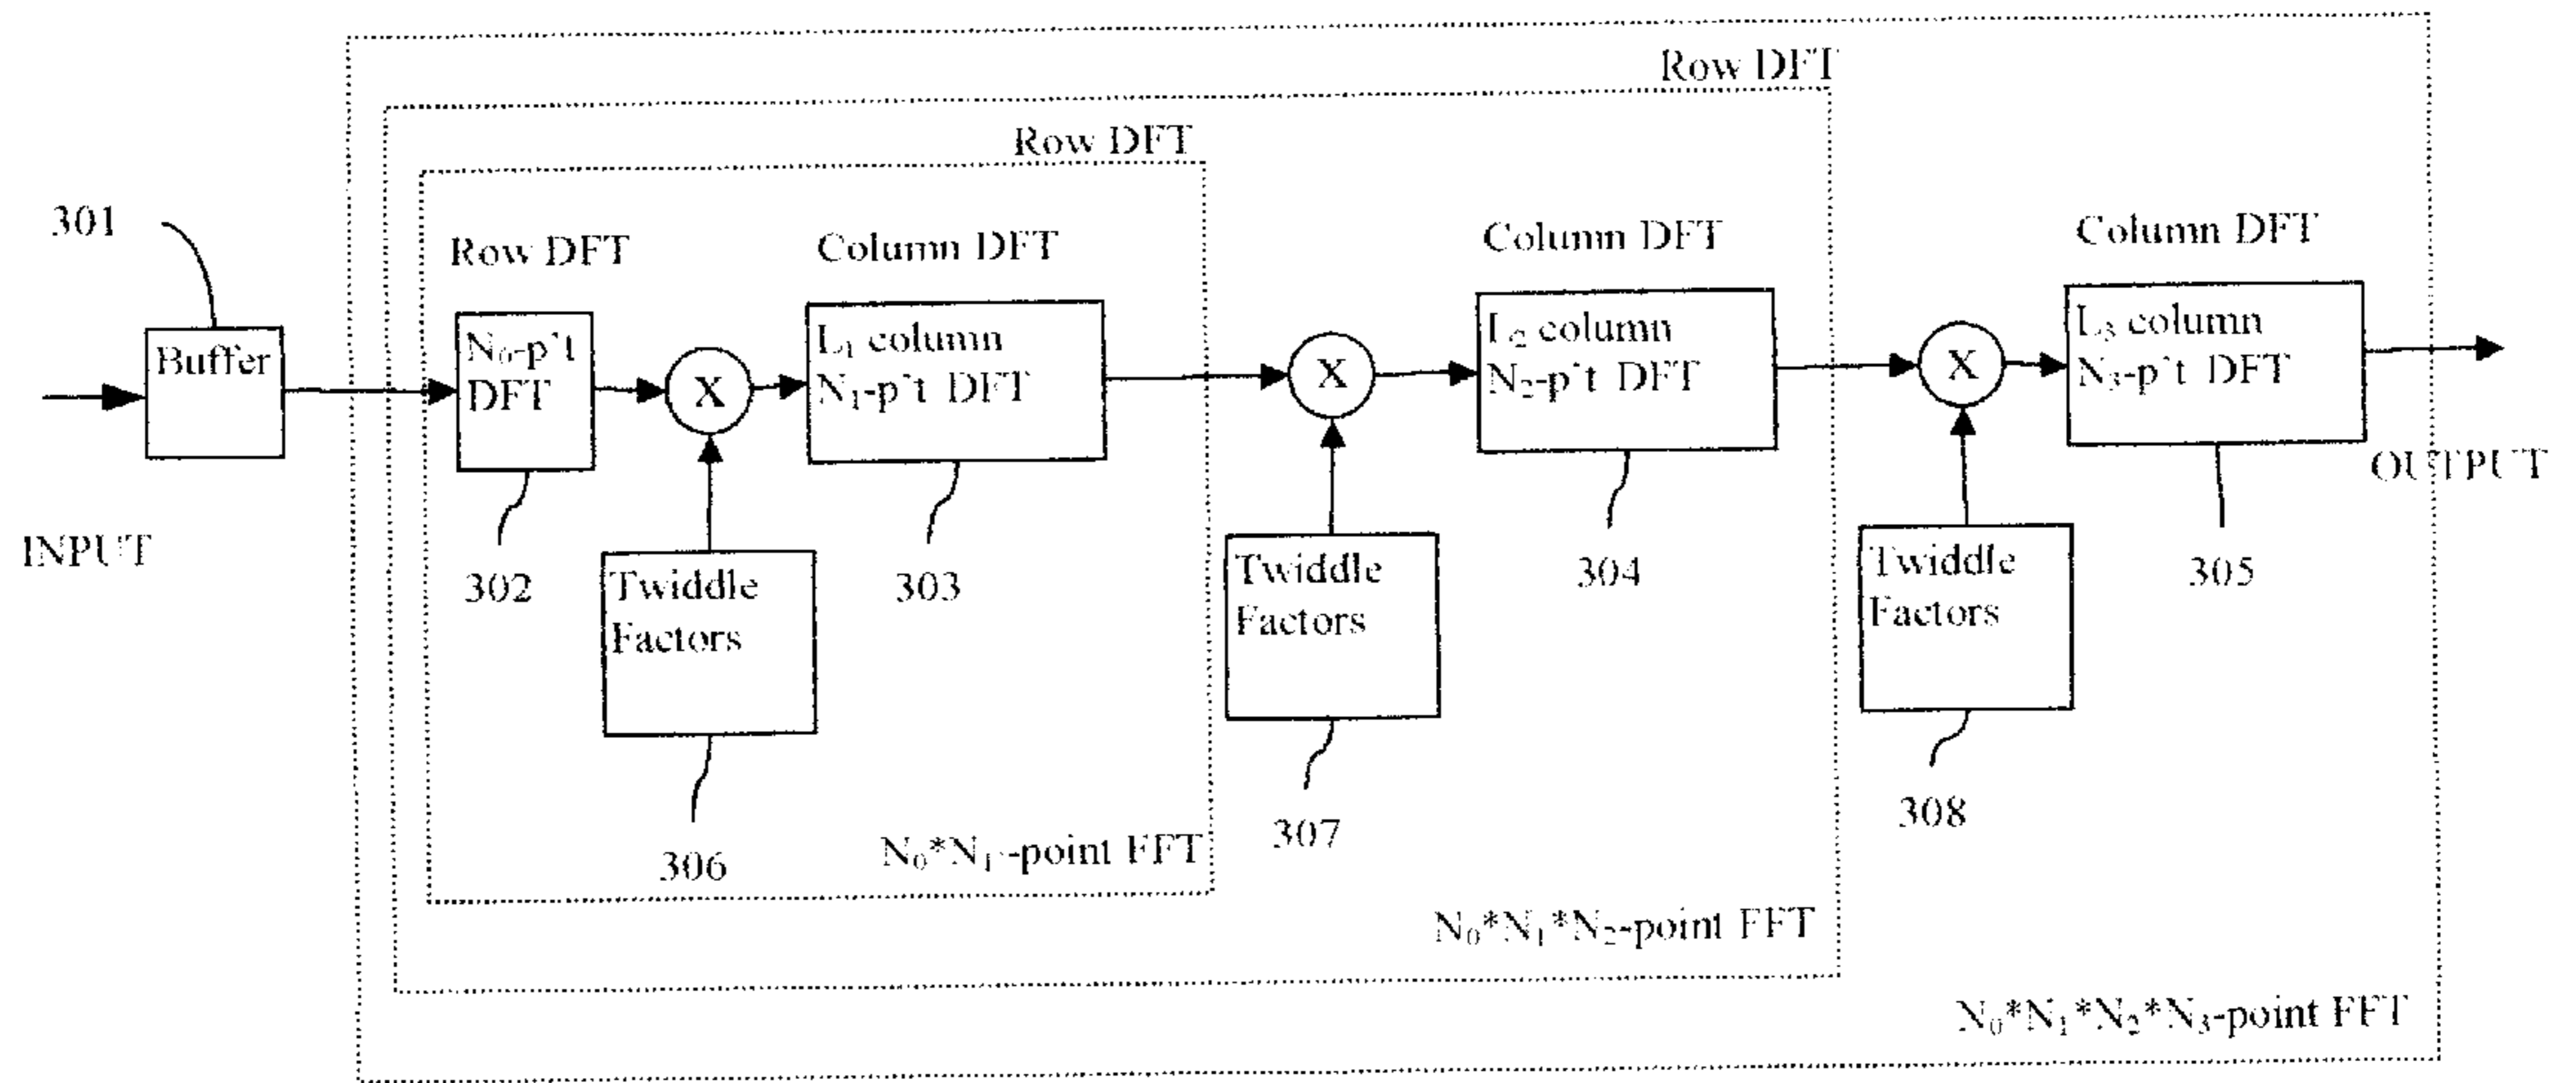 Row DFT
Row DFT
301
Row DFT
Column DFT
Column DFT
Column DFT
Buffer
N₀-p't
DFT
X
L₁ column
N₁-p't DFT
X
L₂ column
N₂-p't DFT
X
L₃ column
N₃-p't DFT
INPUT
OUTPUT
302
Twiddle
Factors
303
Twiddle
Factors
304
Twiddle
Factors
305
306
N₀*N₁-point FFT
307
308
N₀*N₁*N₂-point FFT
N₀*N₁*N₂*N₃-point FFT